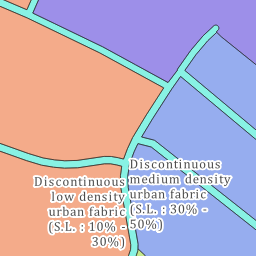 Discontinuous
low density
urban fabric
(S.L. : 10% -
30%)
Discontinuous
medium density
urban fabric
(S.L. : 30% -
50%)